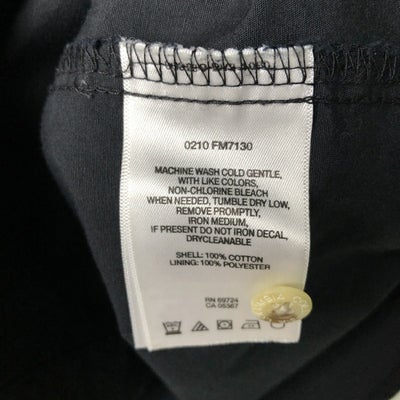 0210 FM7130
MACHINE WASH COLD GENTLE,
WITH LIKE COLORS,
NON-CHLORINE BLEACH
WHEN NEEDED, TUMBLE DRY LOW,
REMOVE PROMPTLY,
IRON MEDIUM,
IF PRESENT DO NOT IRON DECAL,
DRYCLEANABLE
SHELL: 100% COTTON
LINING: 100% POLYESTER
RN 69724
CA 05367